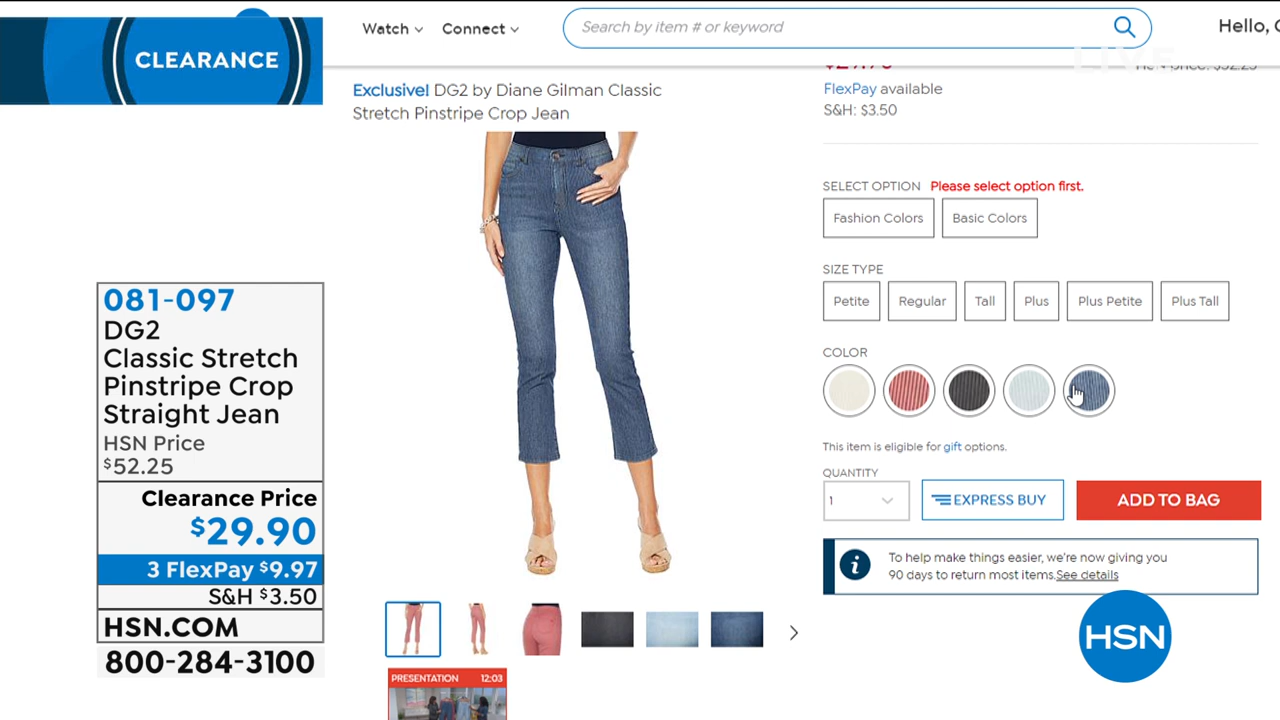 CLEARANCE
Watch
Connect
Search by item # or keyword
Hello,
LIVE
Exclusive! DG2 by Diane Gilman Classic
Stretch Pinstripe Crop Jean
FlexPay available
S&H: $3.50
SELECT OPTION Please select option first.
Fashion Colors
Basic Colors
SIZE TYPE
Petite
Regular
Tall
Plus
Plus Petite
Plus Tall
COLOR
This item is eligible for gift options.
QUANTITY
1
EXPRESS BUY
ADD TO BAG
To help make things easier, we're now giving you
90 days to return most items. See details
081-097
DG2
Classic Stretch
Pinstripe Crop
Straight Jean
HSN Price
$52.25
Clearance Price
$29.90
3 FlexPay $9.97
S&H $3.50
HSN.COM
800-284-3100
PRESENTATION 12:03
HSN